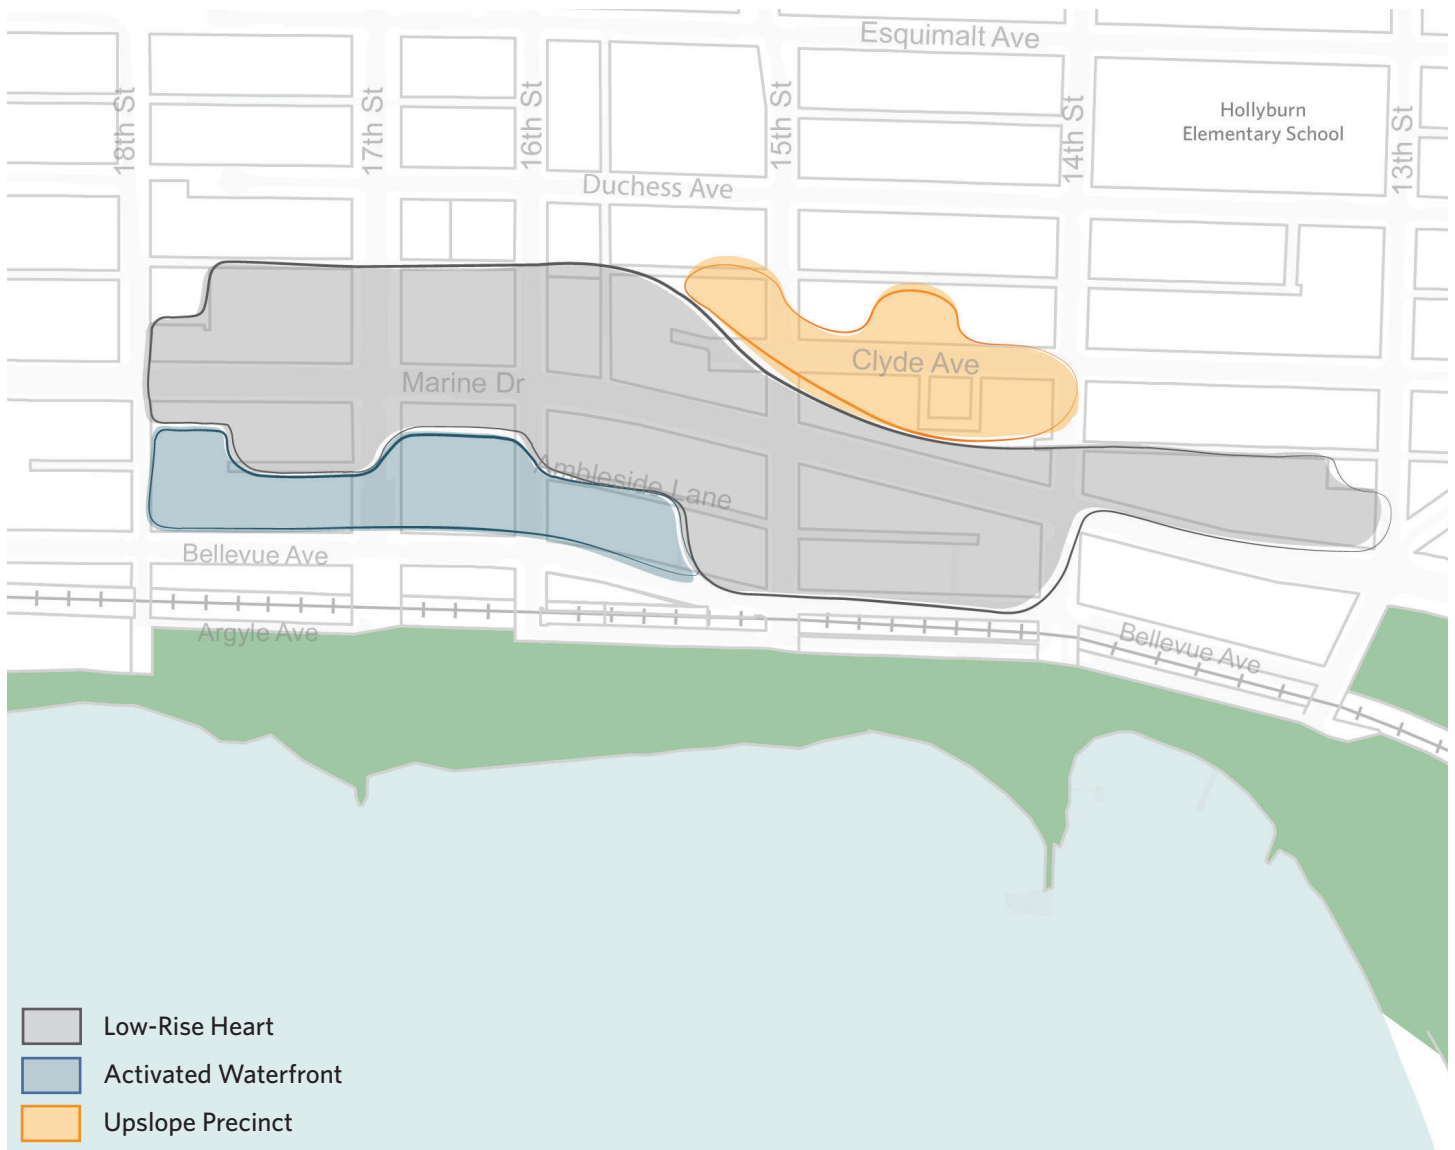 Esquimalt Ave
18th St
17th St
16th St
15th St
14th St
13th St
Hollyburn
Elementary School
Duchess Ave
Clyde Ave
Marine Dr
Ambleside Lane
Bellevue Ave
Argyle Ave
Bellevue Ave
Low-Rise Heart
Activated Waterfront
Upslope Precinct